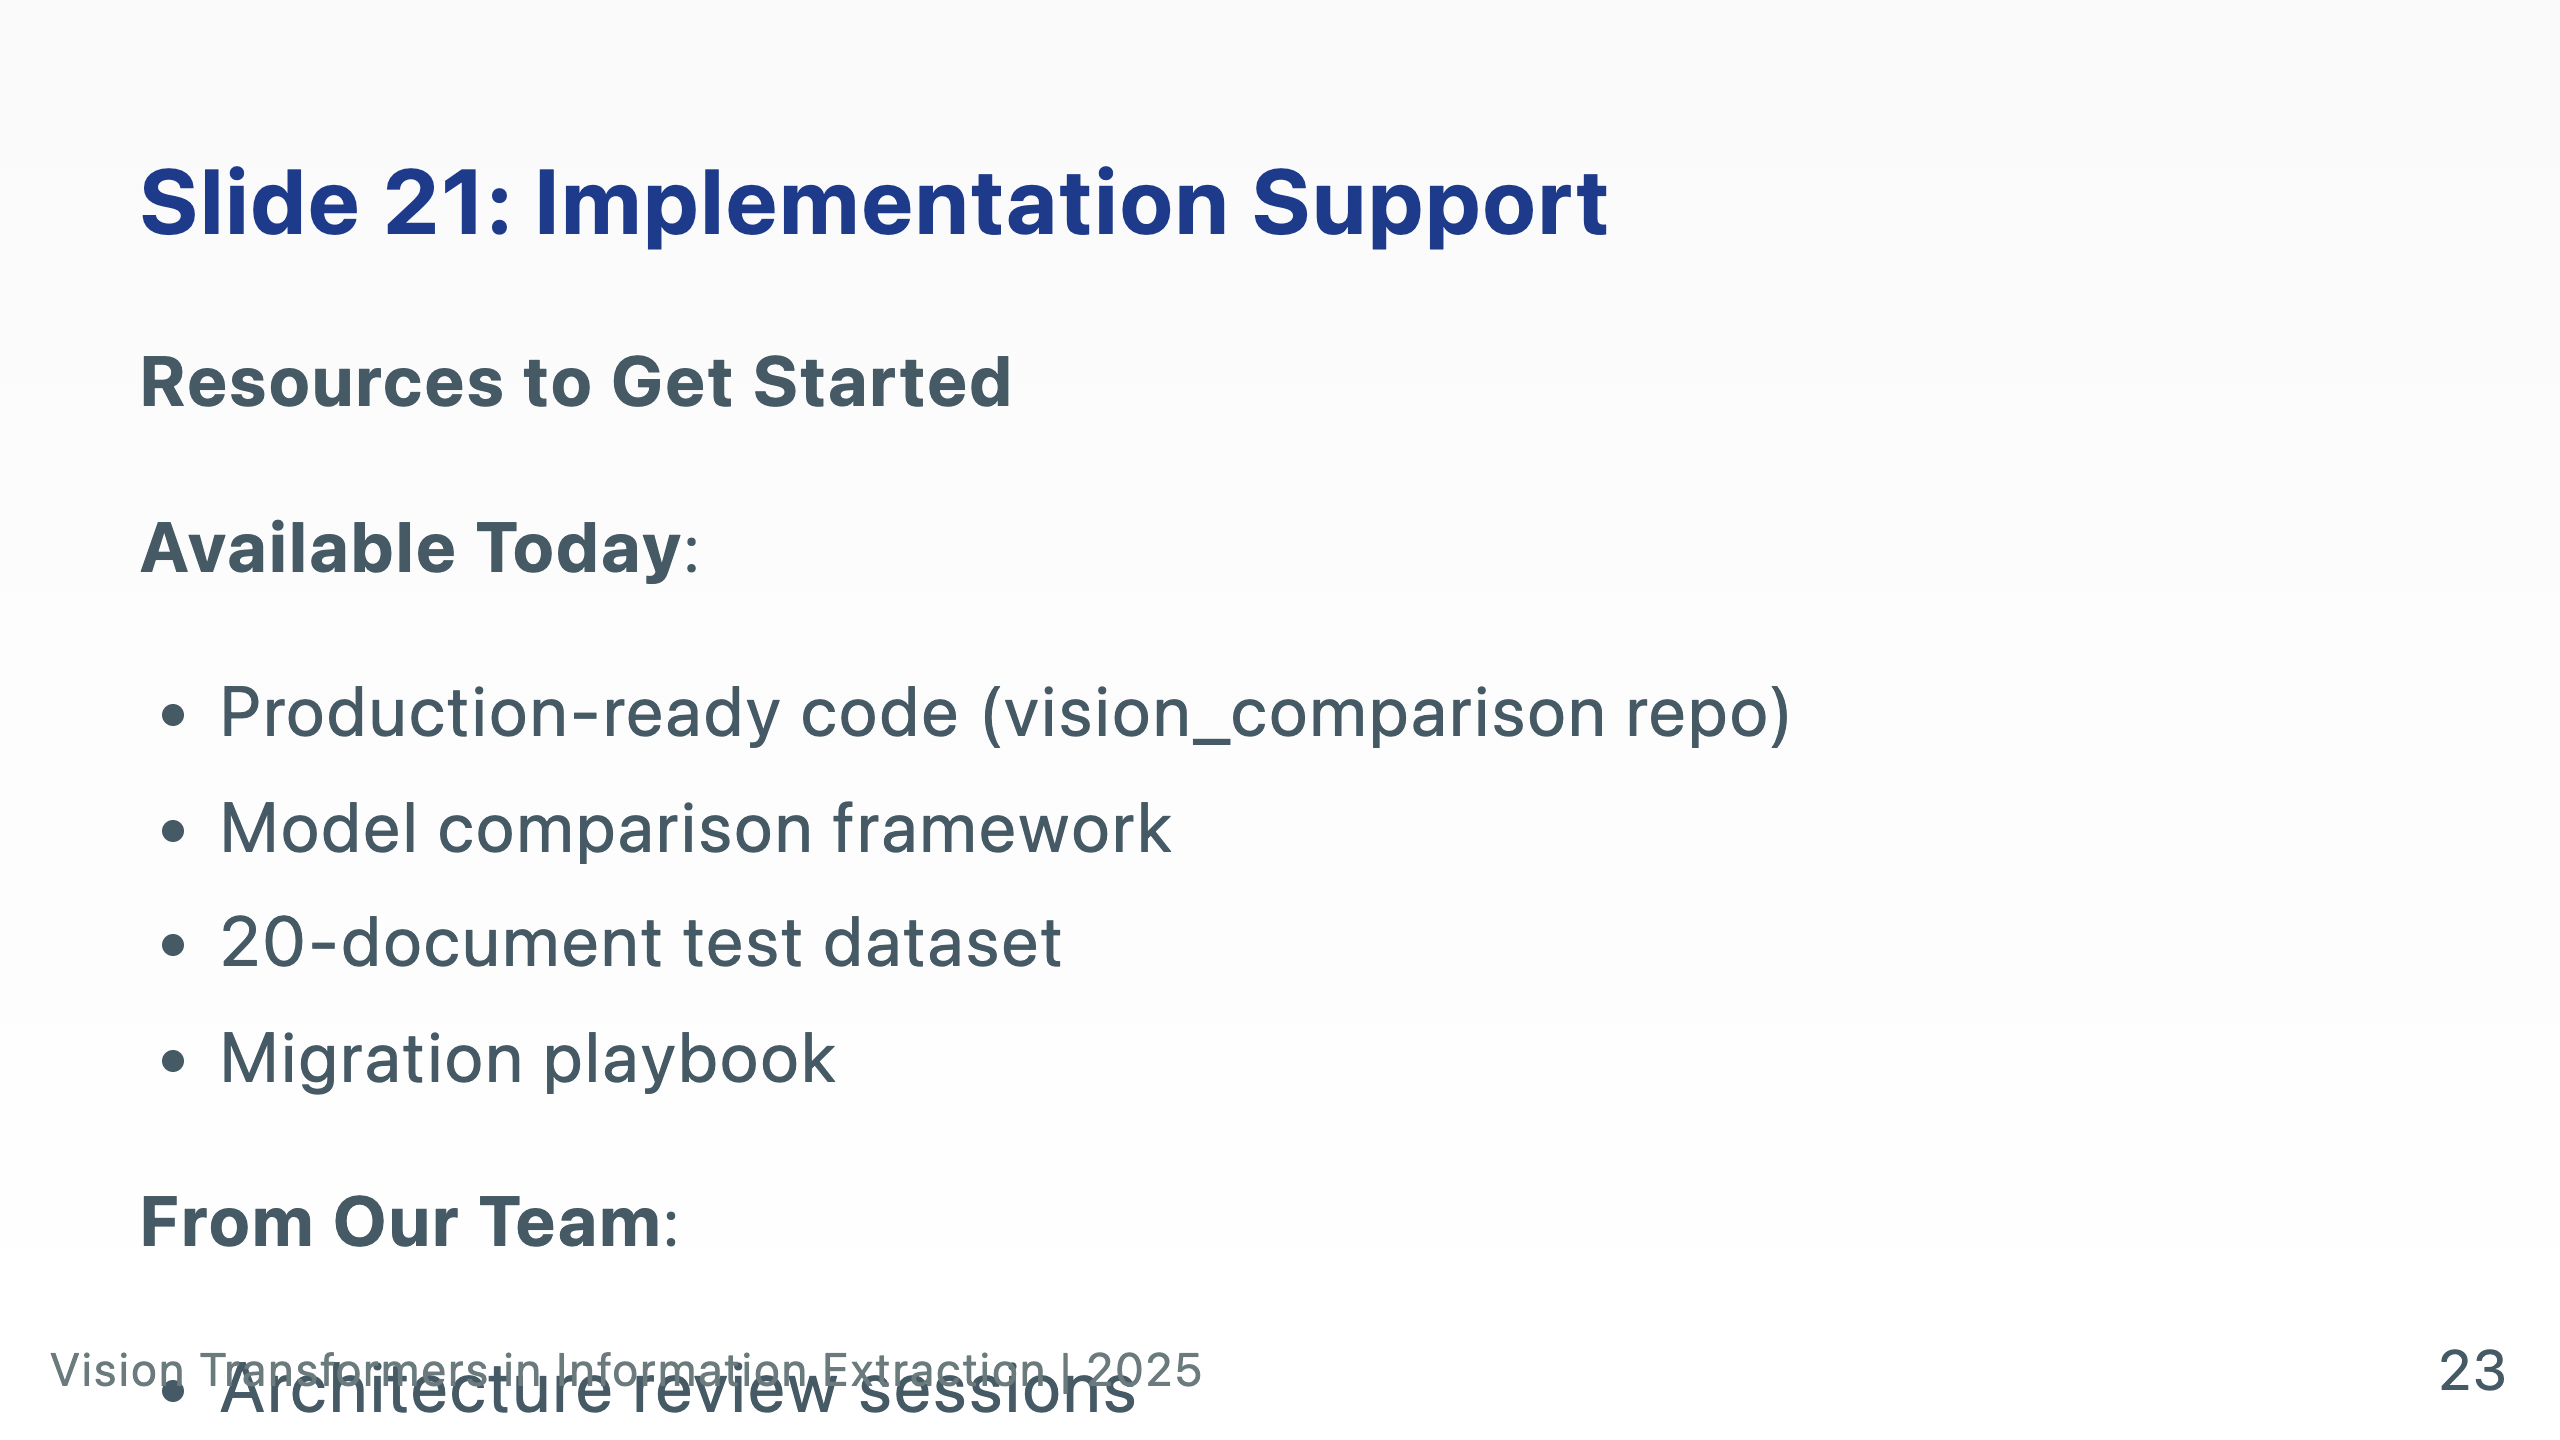 Slide 21: Implementation Support
Resources to Get Started
Available Today:
• Production-ready code (vision_comparison repo)
• Model comparison framework
• 20-document test dataset
• Migration playbook
From Our Team:
Vision Transformers in Information Extraction | 2025
• Architecture review sessions
23